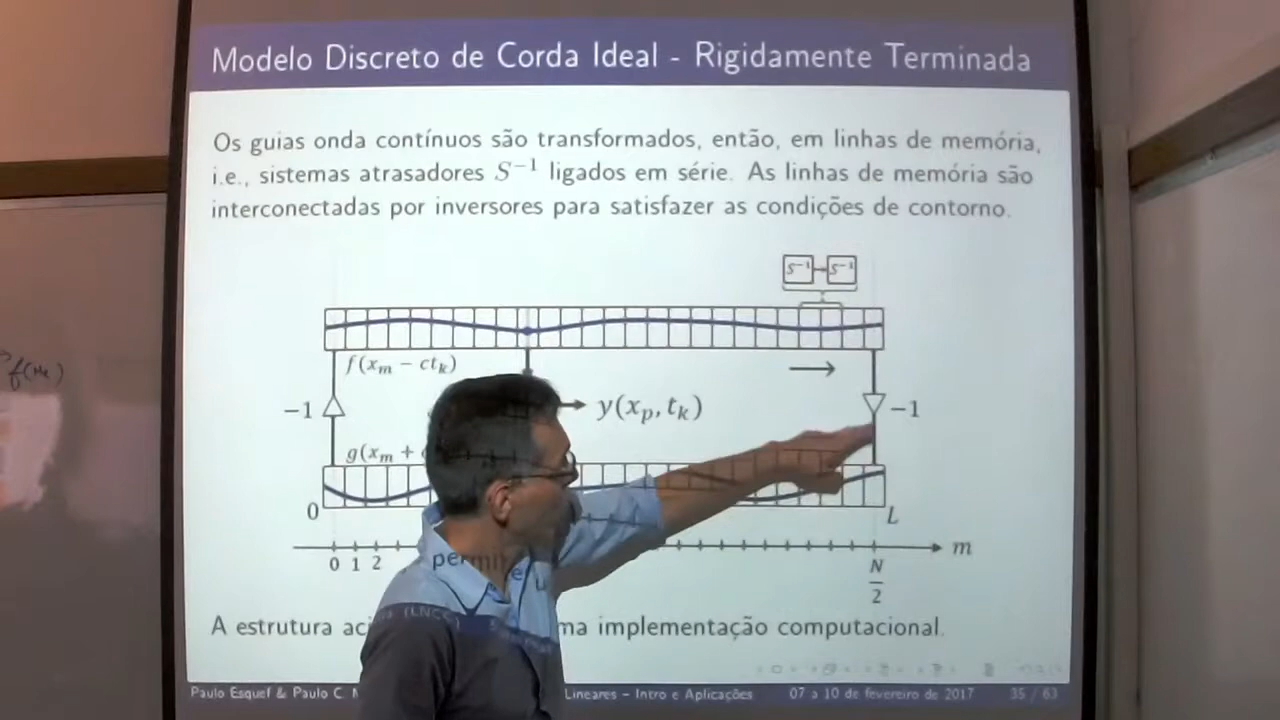 Modelo Discreto de Corda Ideal - Rigidamente Terminada
Os guias onda contínuos são transformados, então, em linhas de memória,
i.e., sistemas atrasadores S⁻¹ ligados em série. As linhas de memória são
interconectadas por inversores para satisfazer as condições de contorno.
S⁻¹ S⁻¹
f(xₘ − ctₖ)
−1 y(xₚ, tₖ) −1
g(xₘ +
0 L
0 1 2 N/2 m
A estrutura ma implementação computacional.
Paulo Esquef & Paulo C. Lineares – Intro e Aplicações 07 a 10 de fevereiro de 2017 35 / 63